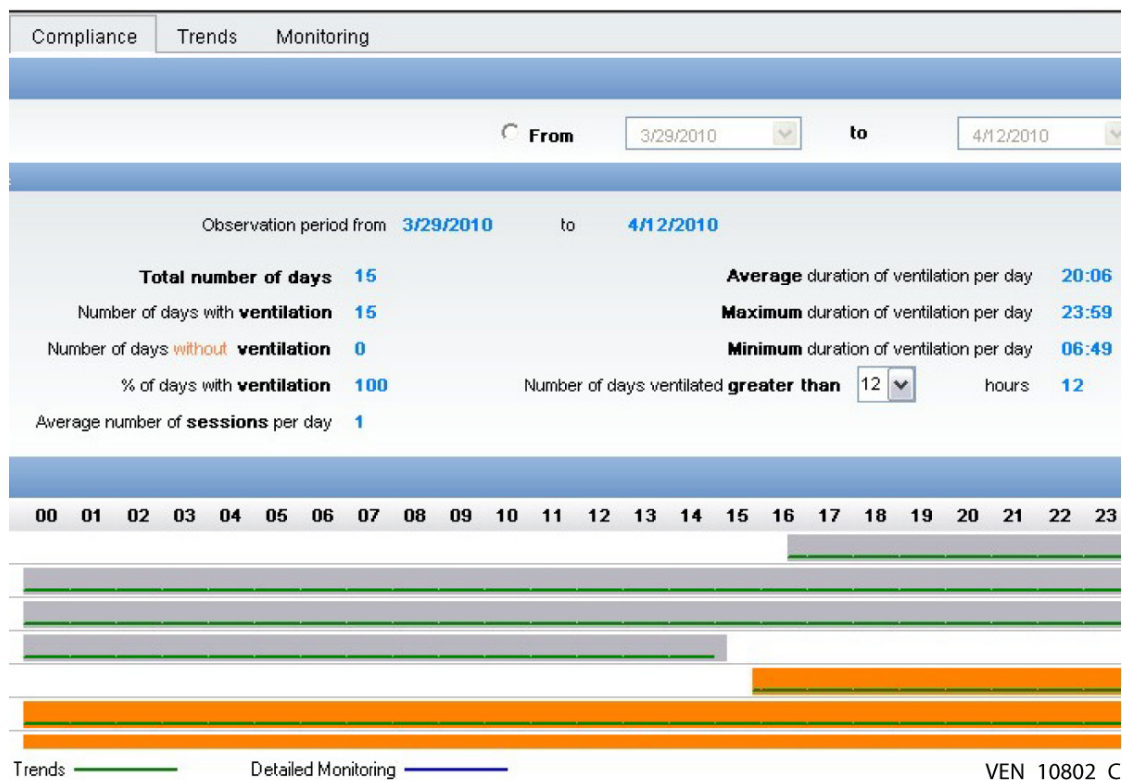 Compliance Trends Monitoring
From 3/29/2010 to 4/12/2010
Observation period from 3/29/2010 to 4/12/2010
Total number of days 15 Average duration of ventilation per day 20:06
Number of days with ventilation 15 Maximum duration of ventilation per day 23:59
Number of days without ventilation 0 Minimum duration of ventilation per day 06:49
% of days with ventilation 100 Number of days ventilated greater than 12 hours 12
Average number of sessions per day 1
00 01 02 03 04 05 06 07 08 09 10 11 12 13 14 15 16 17 18 19 20 21 22 23
Trends Detailed Monitoring VEN 10802 C